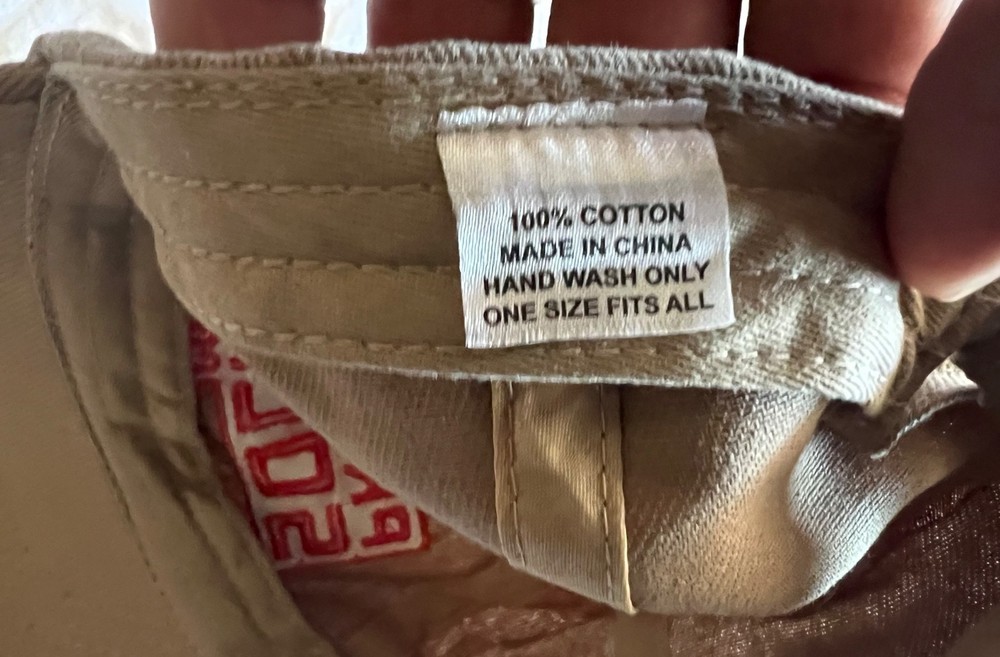 100% COTTON
MADE IN CHINA
HAND WASH ONLY
ONE SIZE FITS ALL